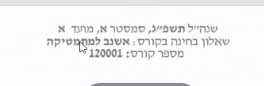 שנה"ל תשפ"ג, סמסטר א, מועד א
שאלון בחינה בקורס: אשנב למתמטיקה
מספר קורס: 120001